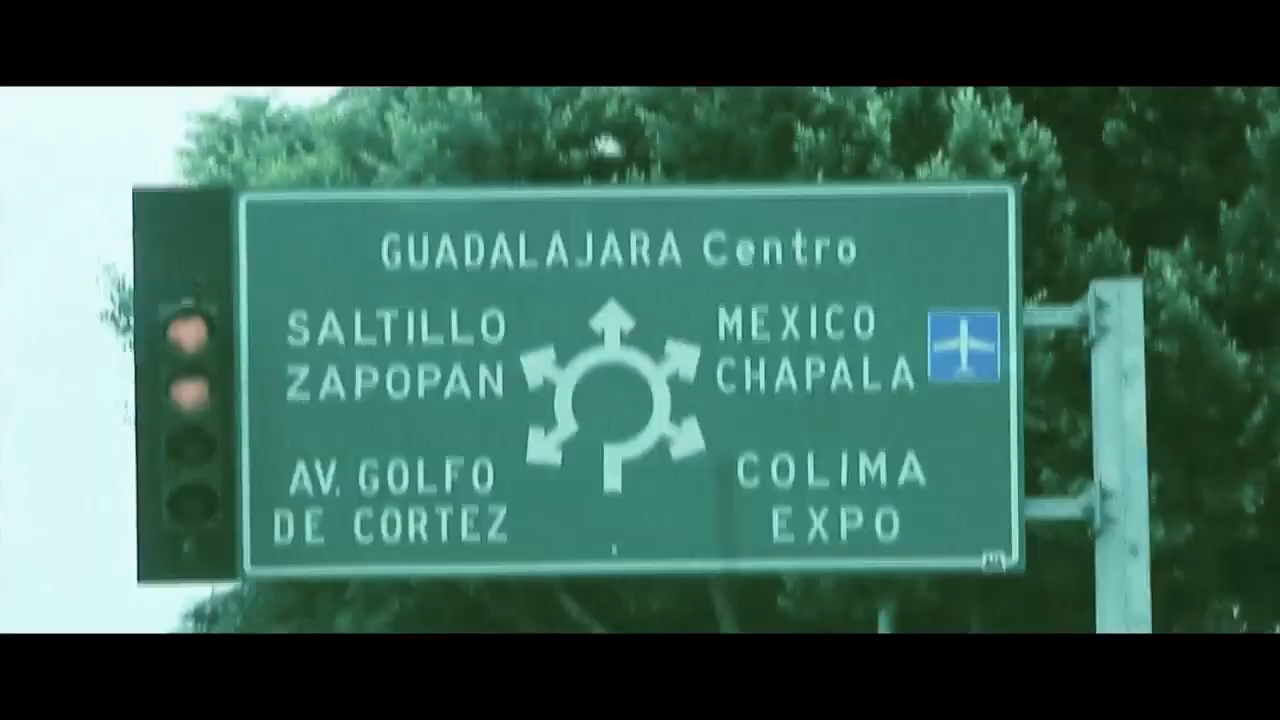 GUADALAJARA Centro
SALTILLO
ZAPOPAN
MEXICO
CHAPALA
AV. GOLFO
DE CORTEZ
COLIMA
EXPO